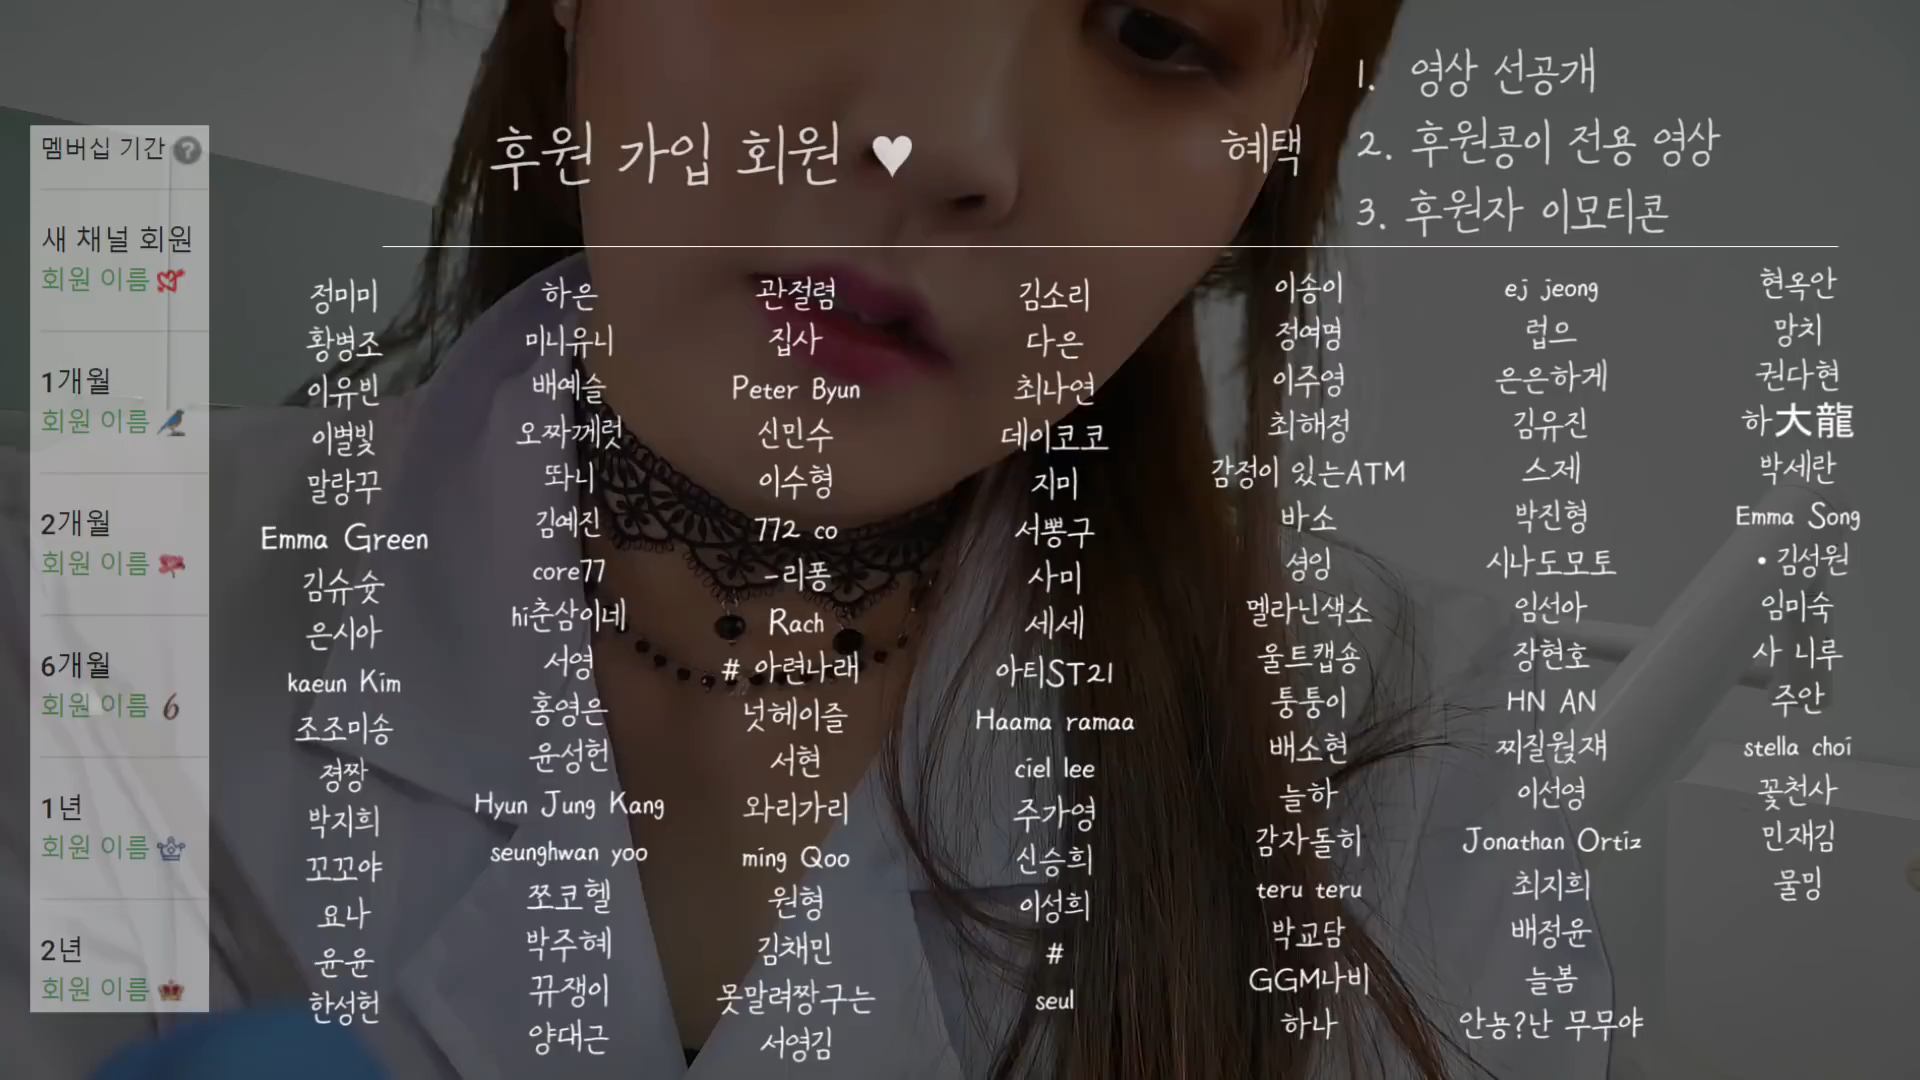 후원 가입 회원 ♥
혜택
1. 영상 선공개
2. 후원콩이 전용 영상
3. 후원자 이모티콘
멤버십 기간 ?
새 채널 회원
회원 이름
1개월
회원 이름
2개월
회원 이름
6개월
회원 이름 6
1년
회원 이름
2년
회원 이름
정미미
황병조
이유빈
이별빛
말랑꾸
Emma Green
김슈슛
은시아
kaeun Kim
조조미송
졍짱
박지희
꼬꼬야
요나
윤윤
한성헌
하은
미니유니
배예슬
오짜께럿
똬니
김예진
core77
hi춘삼이네
서영
홍영은
윤성헌
Hyun Jung Kang
seunghwan yoo
쪼코헬
박주혜
뀨쟁이
양대근
관절렴
집사
Peter Byun
신민수
이수형
772 co
-리퐁
Rach
# 아련나래
넛헤이즐
서현
와리가리
ming Qoo
원형
김채민
못말려짱구는
서영김
김소리
다은
최나연
데이코코
지미
서뽕구
사미
세세
아티ST21
Haama ramaa
ciel lee
주가영
신승희
이성희
#
seul
이송이
정여명
이주영
최해정
감정이 있는ATM
바소
셩잉
멜라닌색소
울트캡숑
퉁퉁이
배소현
늘하
감자돌히
teru teru
박교담
GGM나비
하나
ej jeong
럽으
은은하게
김유진
스제
박진형
시나도모토
임선아
장현호
HN AN
찌질웞쟤
이선영
Jonathan Ortiz
최지희
배정윤
늘봄
안뇽?난 무무야
현옥안
망치
권다현
하大龍
박세란
Emma Song
• 김성원
임미숙
사 니루
주안
stella choi
꽃천사
민재김
물밍